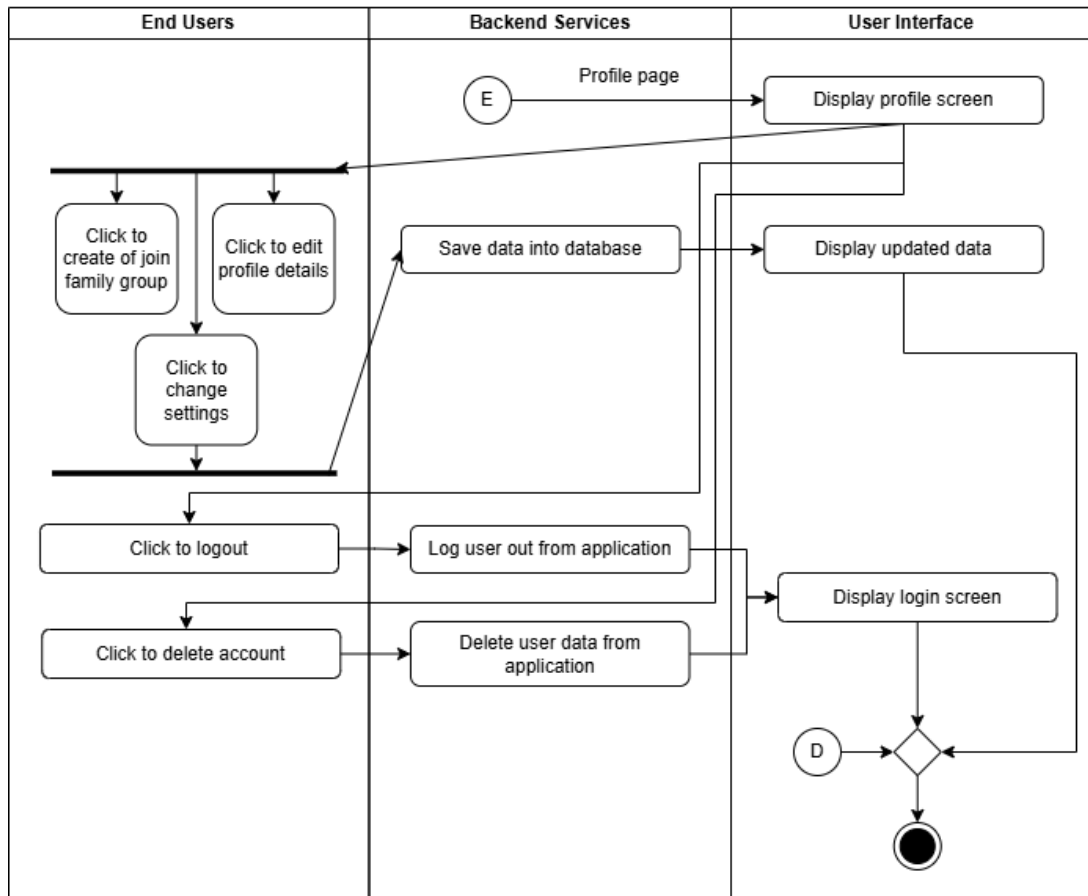 End Users
Backend Services
User Interface
Profile page
E
Display profile screen
Click to
create of join
family group
Click to edit
profile details
Save data into database
Display updated data
Click to
change
settings
Click to logout
Log user out from application
Display login screen
Click to delete account
Delete user data from
application
D